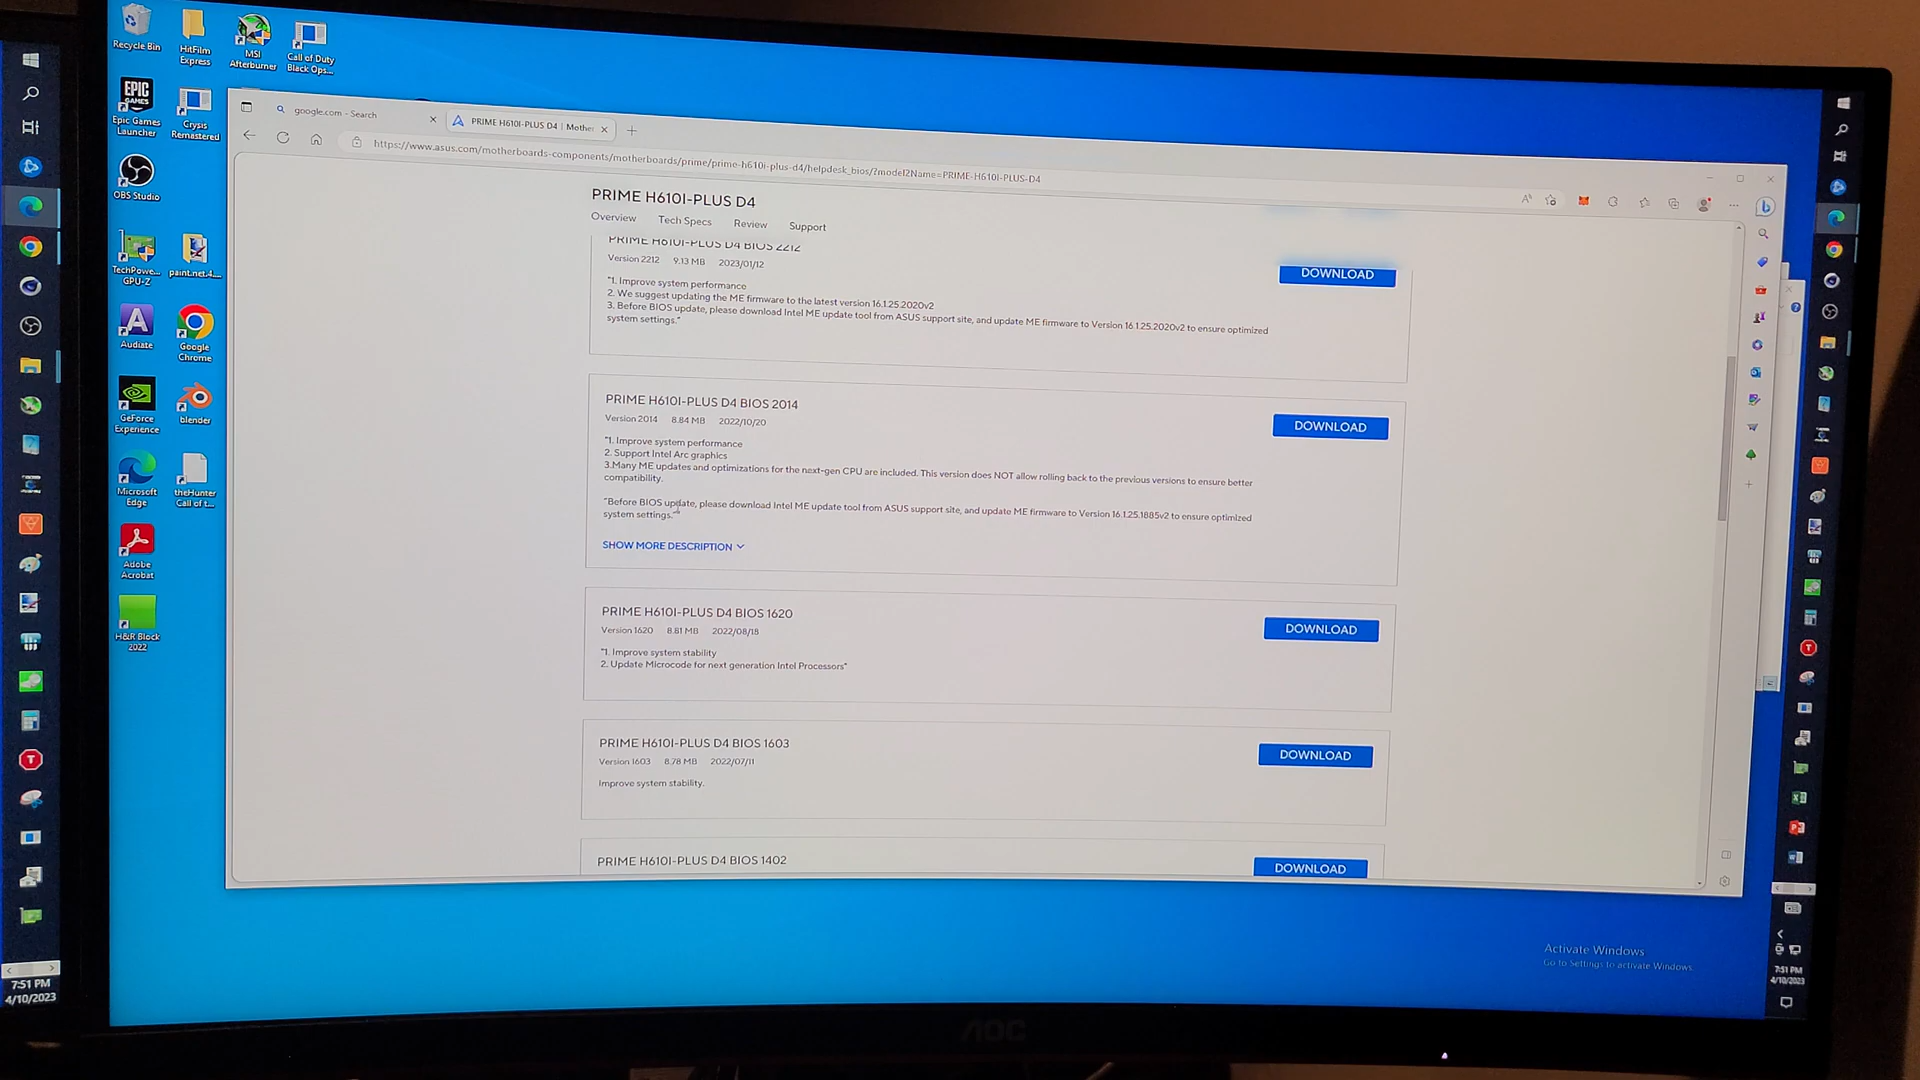 Recycle Bin
HitFilm
Express
MSI
Afterburner
Call of Duty
Black Ops...
EPIC
GAMES
Epic Games
Launcher
Crysis
Remastered
OBS Studio
TechPowe...
GPU-Z
paint.net.4....
Audiate
Google
Chrome
GeForce
Experience
blender
Microsoft
Edge
theHunter
Call of t...
Adobe
Acrobat
H&R Block
2022
google.com - Search
PRIME H610I-PLUS D4 | Mother
https://www.asus.com/motherboards-components/motherboards/prime/prime-h610i-plus-d4/helpdesk_bios/?model2Name=PRIME-H610I-PLUS-D4
PRIME H610I-PLUS D4
Overview Tech Specs Review Support
PRIME H610I-PLUS D4 BIOS 2212
Version 2212 9.13 MB 2023/01/12
DOWNLOAD
"1. Improve system performance
2. We suggest updating the ME firmware to the latest version 16.1.25.2020v2
3. Before BIOS update, please download Intel ME update tool from ASUS support site, and update ME firmware to Version 16.1.25.2020v2 to ensure optimized
system settings."
PRIME H610I-PLUS D4 BIOS 2014
Version 2014 8.84 MB 2022/10/20
DOWNLOAD
"1. Improve system performance
2. Support Intel Arc graphics
3.Many ME updates and optimizations for the next-gen CPU are included. This version does NOT allow rolling back to the previous versions to ensure better
compatibility.
"Before BIOS update, please download Intel ME update tool from ASUS support site, and update ME firmware to Version 16.1.25.1885v2 to ensure optimized
system settings."
SHOW MORE DESCRIPTION
PRIME H610I-PLUS D4 BIOS 1620
Version 1620 8.81 MB 2022/08/18
DOWNLOAD
"1. Improve system stability
2. Update Microcode for next generation Intel Processors"
PRIME H610I-PLUS D4 BIOS 1603
Version 1603 8.78 MB 2022/07/11
DOWNLOAD
Improve system stability.
PRIME H610I-PLUS D4 BIOS 1402
DOWNLOAD
Activate Windows
Go to Settings to activate Windows.
7:51 PM
4/10/2023
7:51 PM
4/10/2023
AOC